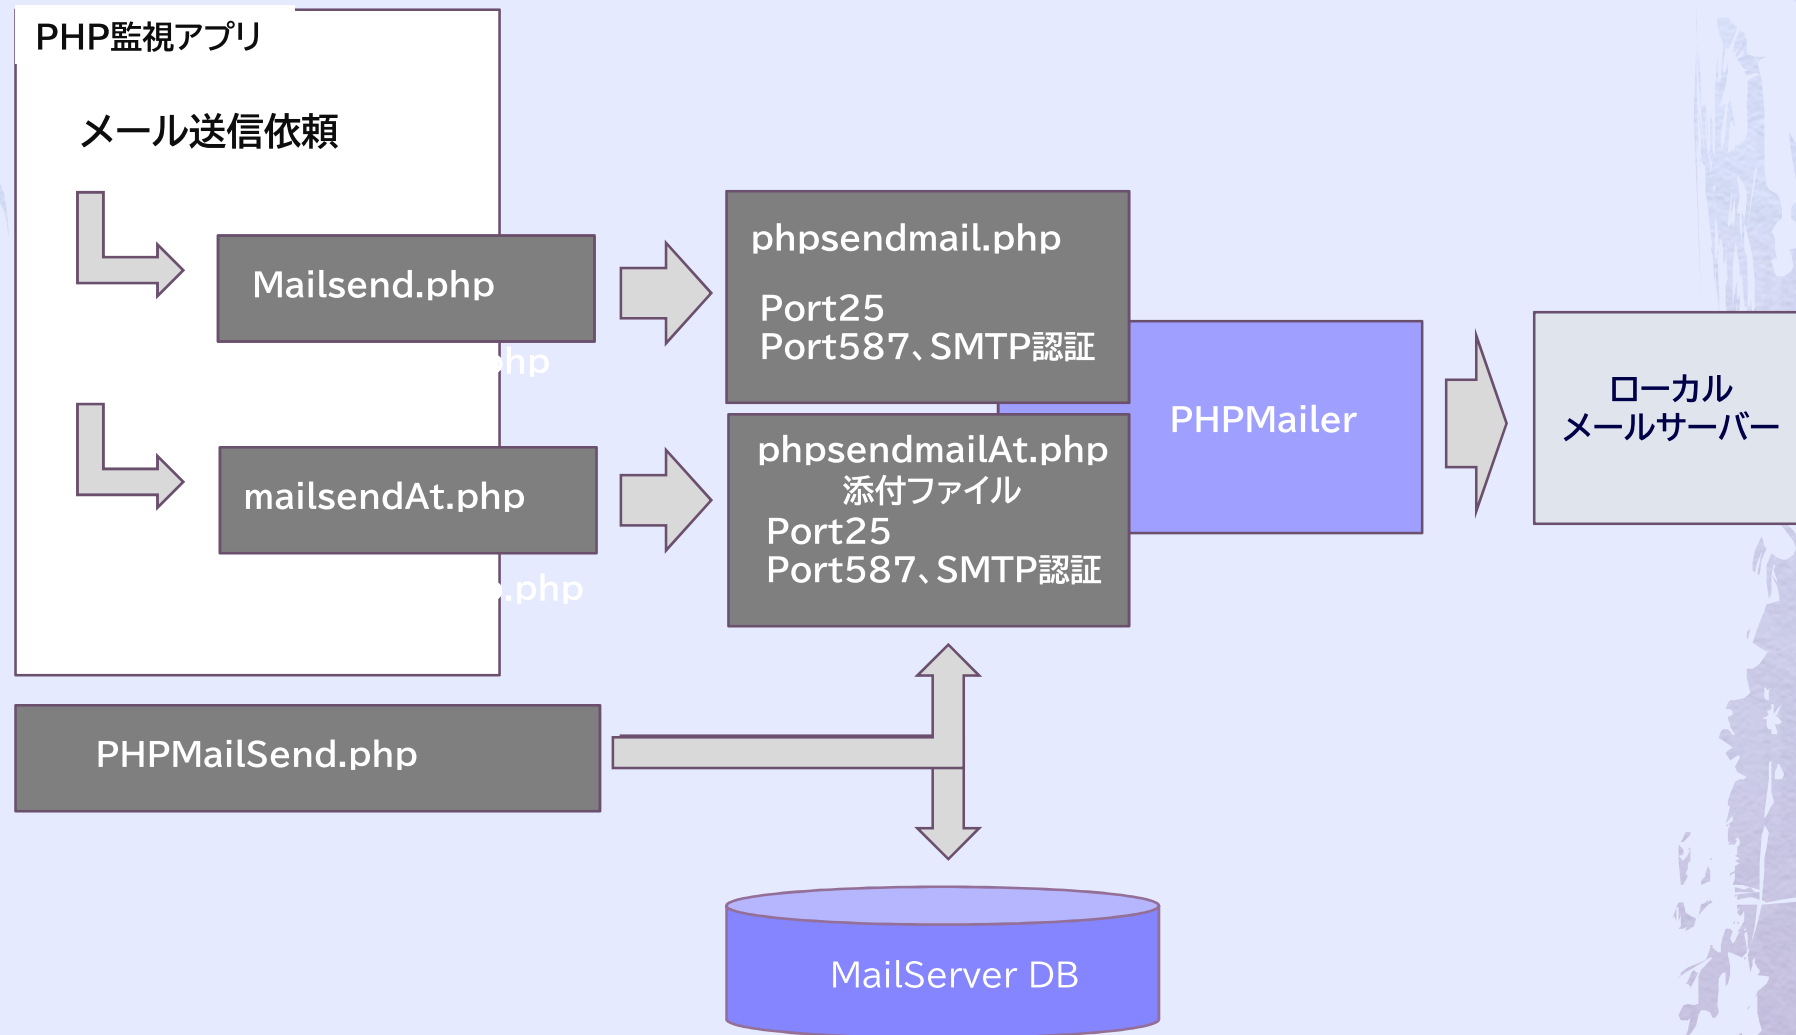 PHP監視アプリ
メール送信依頼
Mailsend.php
php
mailsendAt.php
.php
phpsendmail.php
Port25
Port587、SMTP認証
phpsendmailAt.php
添付ファイル
Port25
Port587、SMTP認証
PHPMailer
ローカル
メールサーバー
PHPMailSend.php
MailServer DB